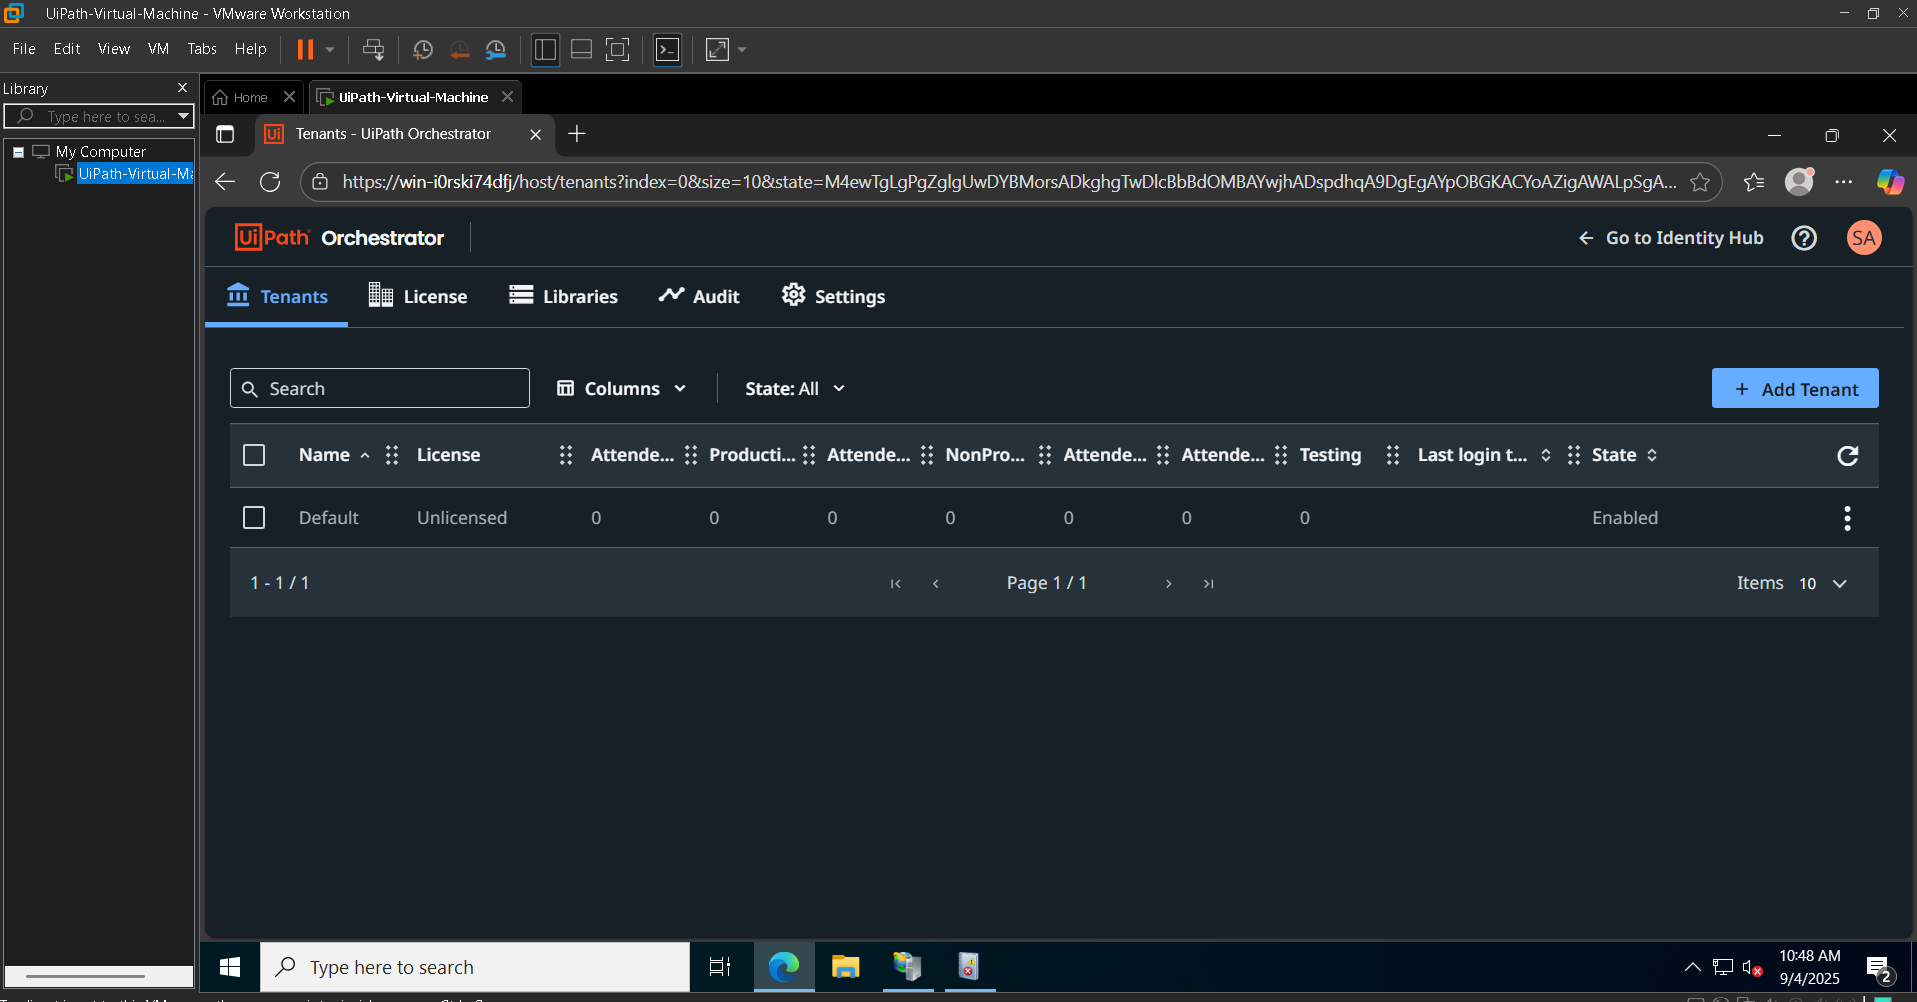 UiPath-Virtual-Machine - VMware Workstation
File Edit View VM Tabs Help
Library
Home
UiPath-Virtual-Machine
Type here to sea...
Tenants - UiPath Orchestrator
My Computer
UiPath-Virtual-Ma
https://win-i0rski74dfj/host/tenants?index=0&size=10&state=M4ewTgLgPgZglgUwDYBMorsADkghgTwDlcBbBdOMBAYwjhADspdhqA9DgEgAYpOBGKACYoAZigAWALpSgA...
UiPath Orchestrator
Go to Identity Hub
SA
Tenants License Libraries Audit Settings
Search
Columns
State: All
+ Add Tenant
Name License Attende... Producti... Attende... NonPro... Attende... Attende... Testing Last login t... State
Default Unlicensed 0 0 0 0 0 0 0 Enabled
1 - 1 / 1
Page 1 / 1
Items 10
Type here to search
10:48 AM
9/4/2025
2